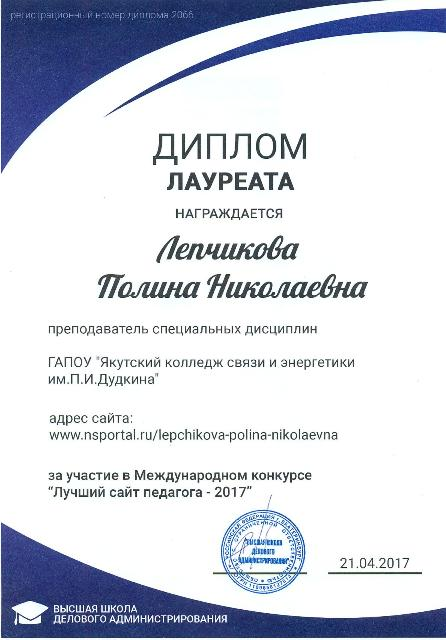 регистрационный номер диплома 2066
ДИПЛОМ
ЛАУРЕАТА
НАГРАЖДАЕТСЯ
Лепчикова
Полина Николаевна
преподаватель специальных дисциплин
ГАПОУ "Якутский колледж связи и энергетики
им.П.И.Дудкина"
адрес сайта:
www.nsportal.ru/lepchikova-polina-nikolaevna
за участие в Международном конкурсе
“Лучший сайт педагога - 2017”
"ВЫСШАЯ ШКОЛА
ДЕЛОВОГО
АДМИНИСТРИРОВАНИЯ"
21.04.2017
ВЫСШАЯ ШКОЛА
ДЕЛОВОГО АДМИНИСТРИРОВАНИЯ